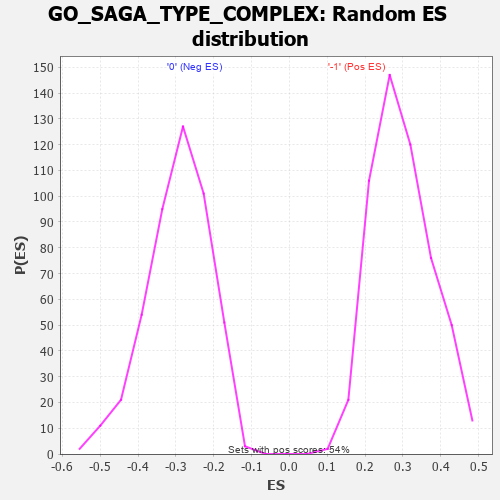 GO_SAGA_TYPE_COMPLEX: Random ES
distribution
'0' (Neg ES)
'-1' (Pos ES)
150
140
130
120
110
100
90
80
70
60
50
40
30
20
10
0
P(ES)
Sets with pos scores: 54%
-0.6 -0.5 -0.4 -0.3 -0.2 -0.1 0.0 0.1 0.2 0.3 0.4 0.5
ES